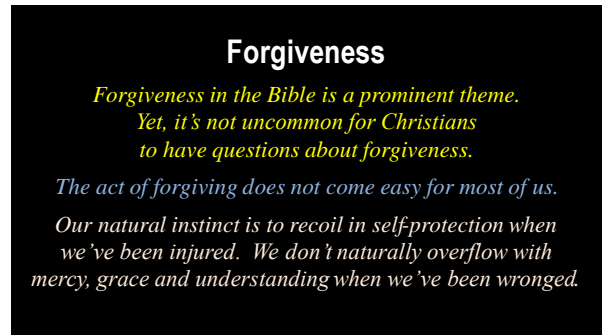 Forgiveness
Forgiveness in the Bible is a prominent theme.
Yet, it's not uncommon for Christians
to have questions about forgiveness.
The act of forgiving does not come easy for most of us.
Our natural instinct is to recoil in self-protection when
we've been injured.  We don't naturally overflow with
mercy, grace and understanding when we've been wronged.